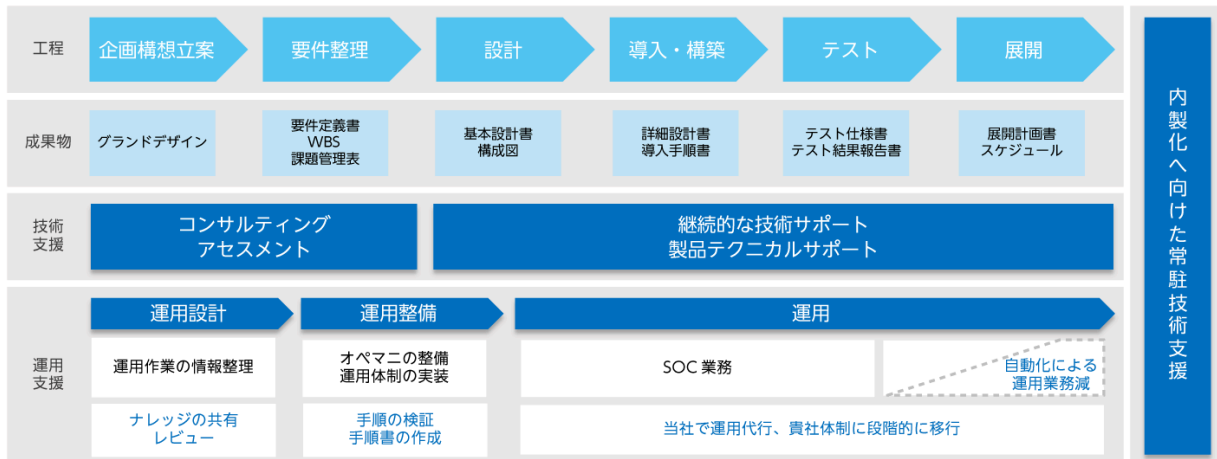 工程
企画構想立案
要件整理
設計
導入・構築
テスト
展開
成果物
グランドデザイン
要件定義書
WBS
課題管理表
基本設計書
構成図
詳細設計書
導入手順書
テスト仕様書
テスト結果報告書
展開計画書
スケジュール
技術
支援
コンサルティング
アセスメント
継続的な技術サポート
製品テクニカルサポート
運用
支援
運用設計
運用整備
運用
運用作業の情報整理
オペマニの整備
運用体制の実装
SOC 業務
自動化による
運用業務減
ナレッジの共有
レビュー
手順の検証
手順書の作成
当社で運用代行、貴社体制に段階的に移行
内製化へ向けた常駐技術支援